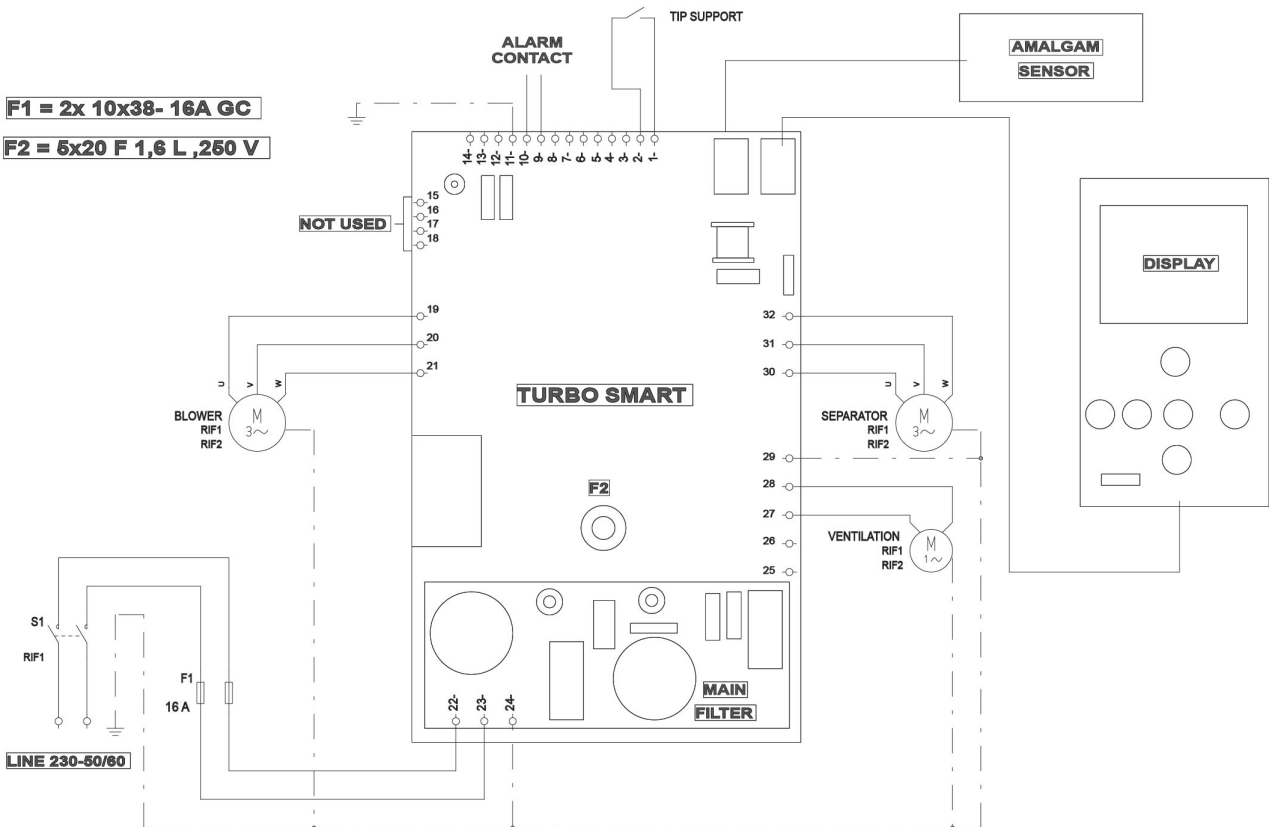 TIP SUPPORT
ALARM
CONTACT
AMALGAM
SENSOR
F1 = 2x 10x38- 16A GC
F2 = 5x20 F 1,6 L ,250 V
14-
13-
12-
11-
10-
9-
8-
7-
6-
5-
4-
3-
2-
1-
15
16
17
18
NOT USED
DISPLAY
19
20
21
32
31
30
U
V
W
U
V
W
TURBO SMART
BLOWER
RIF1
RIF2
M
3~
SEPARATOR
RIF1
RIF2
M
3~
29
28
27
26
25
F2
VENTILATION
RIF1
RIF2
M
1~
S1
RIF1
F1
16 A
22-
23-
24-
MAIN
FILTER
LINE 230-50/60